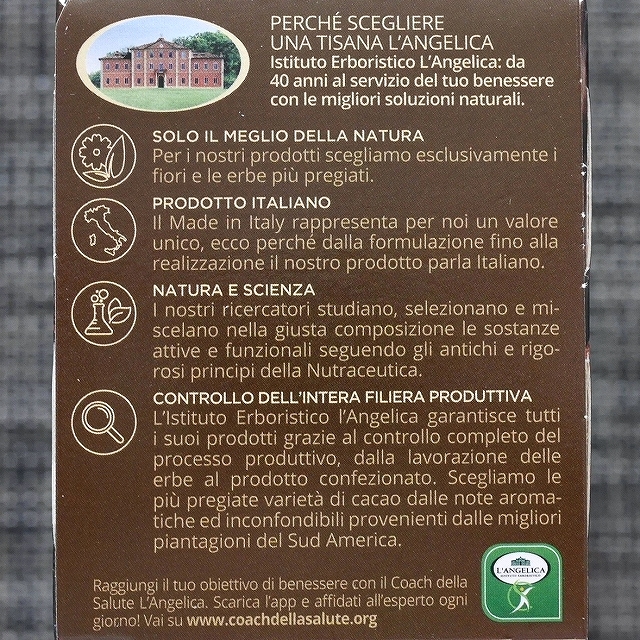 PERCHÉ SCEGLIERE
UNA TISANA L'ANGELICA
Istituto Erboristico L'Angelica: da
40 anni al servizio del tuo benessere
con le migliori soluzioni naturali.
SOLO IL MEGLIO DELLA NATURA
Per i nostri prodotti scegliamo esclusivamente i
fiori e le erbe più pregiati.
PRODOTTO ITALIANO
Il Made in Italy rappresenta per noi un valore
unico, ecco perché dalla formulazione fino alla
realizzazione il nostro prodotto parla Italiano.
NATURA E SCIENZA
I nostri ricercatori studiano, selezionano e mi-
scelano nella giusta composizione le sostanze
attive e funzionali seguendo gli antichi e rigo-
rosi principi della Nutraceutica.
CONTROLLO DELL'INTERA FILIERA PRODUTTIVA
L'Istituto Erboristico l'Angelica garantisce tutti
i suoi prodotti grazie al controllo completo del
processo produttivo, dalla lavorazione delle
erbe al prodotto confezionato. Scegliamo le
più pregiate varietà di cacao dalle note aroma-
tiche ed inconfondibili provenienti dalle migliori
piantagioni del Sud America.
Raggiungi il tuo obiettivo di benessere con il Coach della
Salute L'Angelica. Scarica l'app e affidati all'esperto ogni
giorno! Vai su www.coachdellasalute.org
L'ANGELICA
ISTITUTO ERBORISTICO